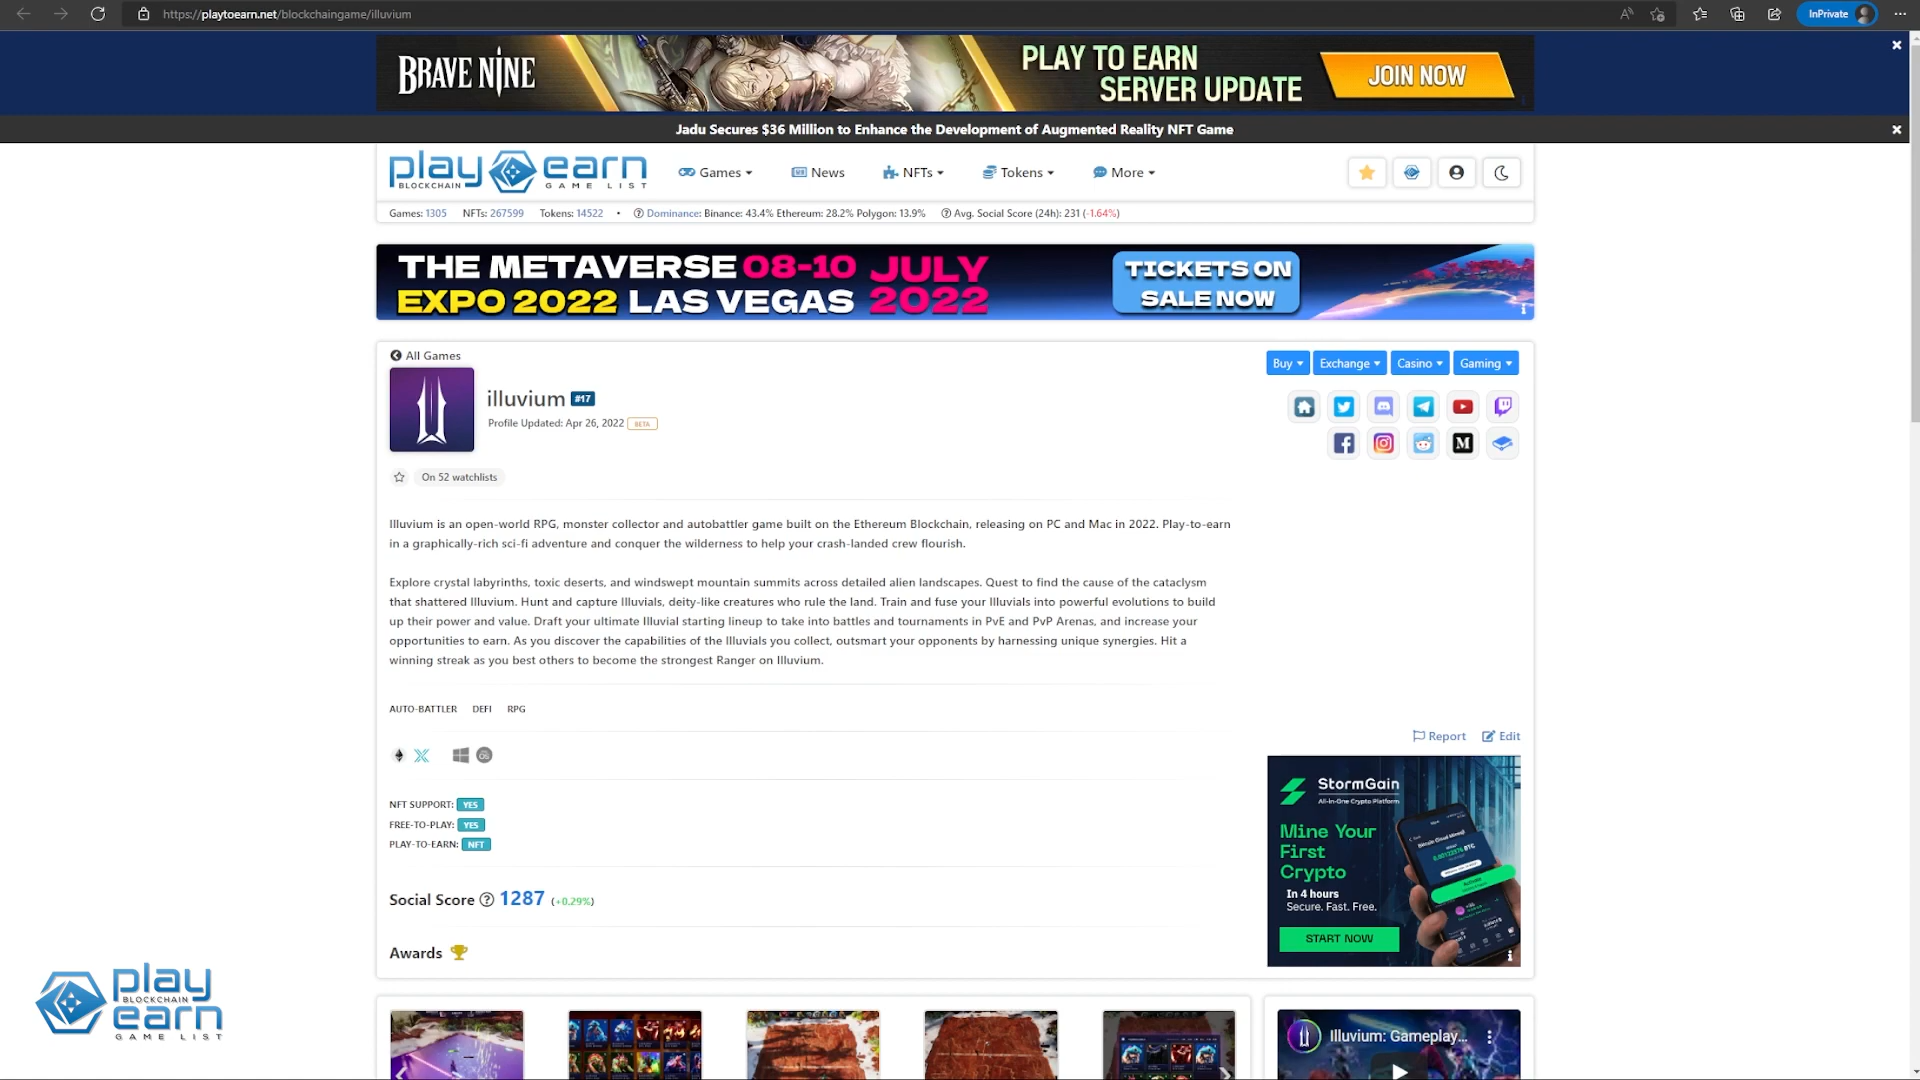 https://playtoearn.net/blockchaingame/illuvium
InPrivate
BRAVE NINE
PLAY TO EARN
SERVER UPDATE
JOIN NOW
Jadu Secures $36 Million to Enhance the Development of Augmented Reality NFT Game
play earn
BLOCKCHAIN GAME LIST
Games
News
NFTs
Tokens
More
Games: 1305 NFTs: 267599 Tokens: 14522 • Dominance: Binance: 43.4% Ethereum: 28.2% Polygon: 13.9% Avg. Social Score (24h): 231 (-1.64%)
THE METAVERSE 08-10 JULY
EXPO 2022 LAS VEGAS 2022
TICKETS ON
SALE NOW
All Games
Buy
Exchange
Casino
Gaming
illuvium #17
Profile Updated: Apr 26, 2022 BETA
On 52 watchlists
Illuvium is an open-world RPG, monster collector and autobattler game built on the Ethereum Blockchain, releasing on PC and Mac in 2022. Play-to-earn
in a graphically-rich sci-fi adventure and conquer the wilderness to help your crash-landed crew flourish.
Explore crystal labyrinths, toxic deserts, and windswept mountain summits across detailed alien landscapes. Quest to find the cause of the cataclysm
that shattered Illuvium. Hunt and capture Illuvials, deity-like creatures who rule the land. Train and fuse your Illuvials into powerful evolutions to build
up their power and value. Draft your ultimate Illuvial starting lineup to take into battles and tournaments in PvE and PvP Arenas, and increase your
opportunities to earn. As you discover the capabilities of the Illuvials you collect, outsmart your opponents by harnessing unique synergies. Hit a
winning streak as you best others to become the strongest Ranger on Illuvium.
AUTO-BATTLER DEFI RPG
Report Edit
NFT SUPPORT: YES
FREE-TO-PLAY: YES
PLAY-TO-EARN: NFT
Social Score 1287 (+0.29%)
Awards
StormGain
All-in-One Crypto Platform
Mine Your
First
Crypto
In 4 hours
Secure. Fast. Free.
START NOW
Illuvium: Gameplay...
play
BLOCKCHAIN
earn
GAME LIST